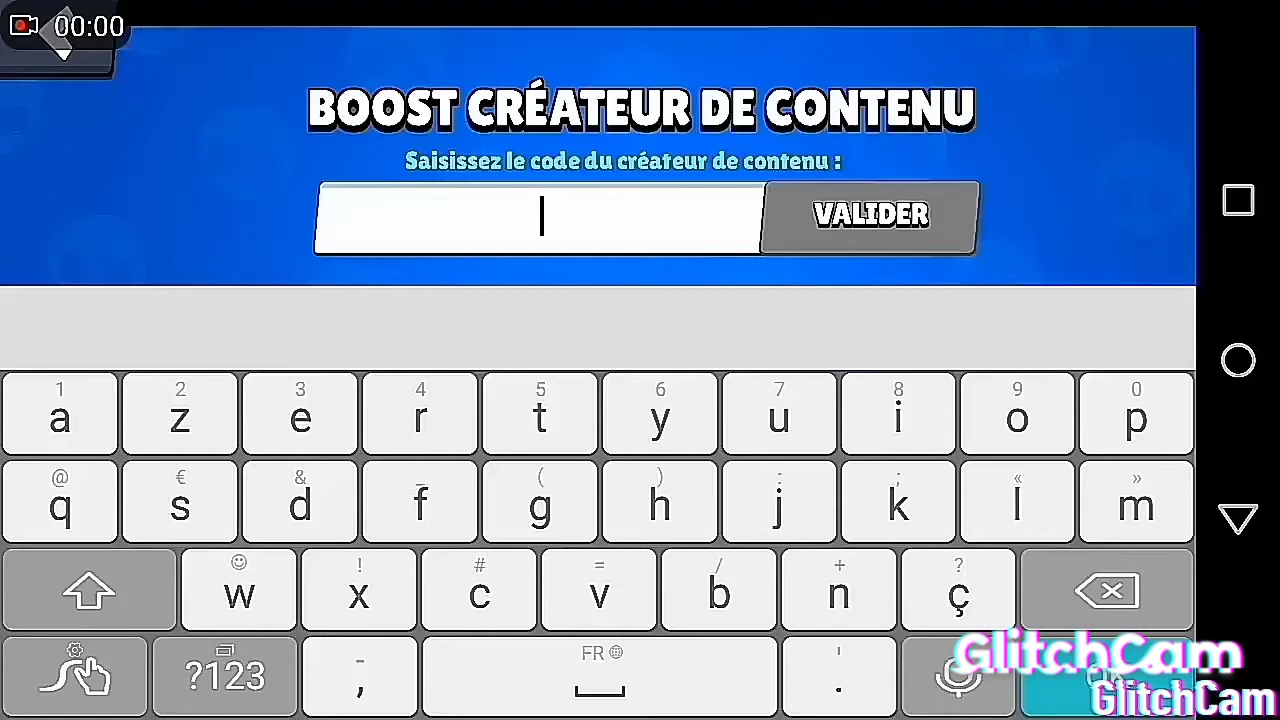 00:00
BOOST CRÉATEUR DE CONTENU
Saisissez le code du créateur de contenu :
VALIDER
1 2 3 4 5 6 7 8 9 0
a z e r t y u i o p
@ € & _ ( ) : ; « »
q s d f g h j k l m
! # = / + ?
w x c v b n ç
FR
- '
?123 , .
GlitchCam
GlitchCam